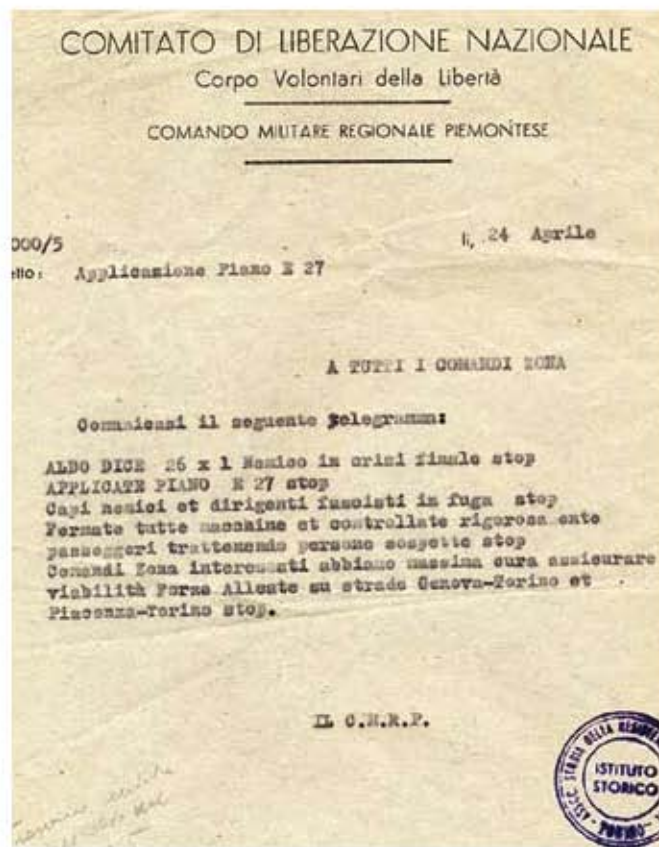 COMITATO DI LIBERAZIONE NAZIONALE
Corpo Volontari della Libertà
COMANDO MILITARE REGIONALE PIEMONTESE
000/5
li, 24 Aprile
etto: Applicazione Piano E 27
A TUTTI I COMANDI ZONA
Comunicasi il seguente telegramma:
ALDO DICE 26 x 1 Nemico in crisi finale stop
APPLICATE PIANO E 27 stop
Capi nemici et dirigenti fascisti in fuga stop
Fermate tutte macchine et controllate rigorosamente
passeggeri trattenendo persone sospette stop
Comandi Zona interessati abbiano massima cura assicurare
viabilità Forze Alleate su strade Genova-Torino et
Piacenza-Torino stop.
IL C.M.R.P.
ISTITUTO
STORICO
TORINO